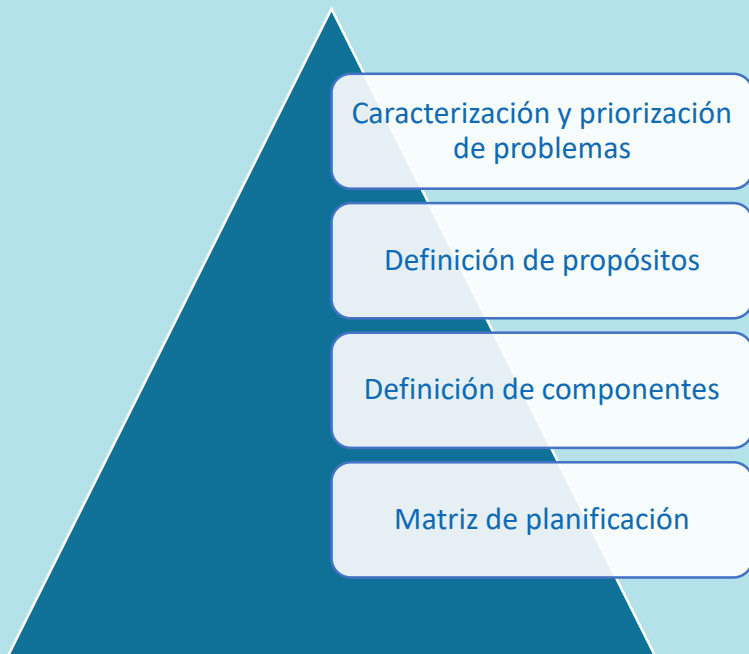 Caracterización y priorización
de problemas
Definición de propósitos
Definición de componentes
Matriz de planificación